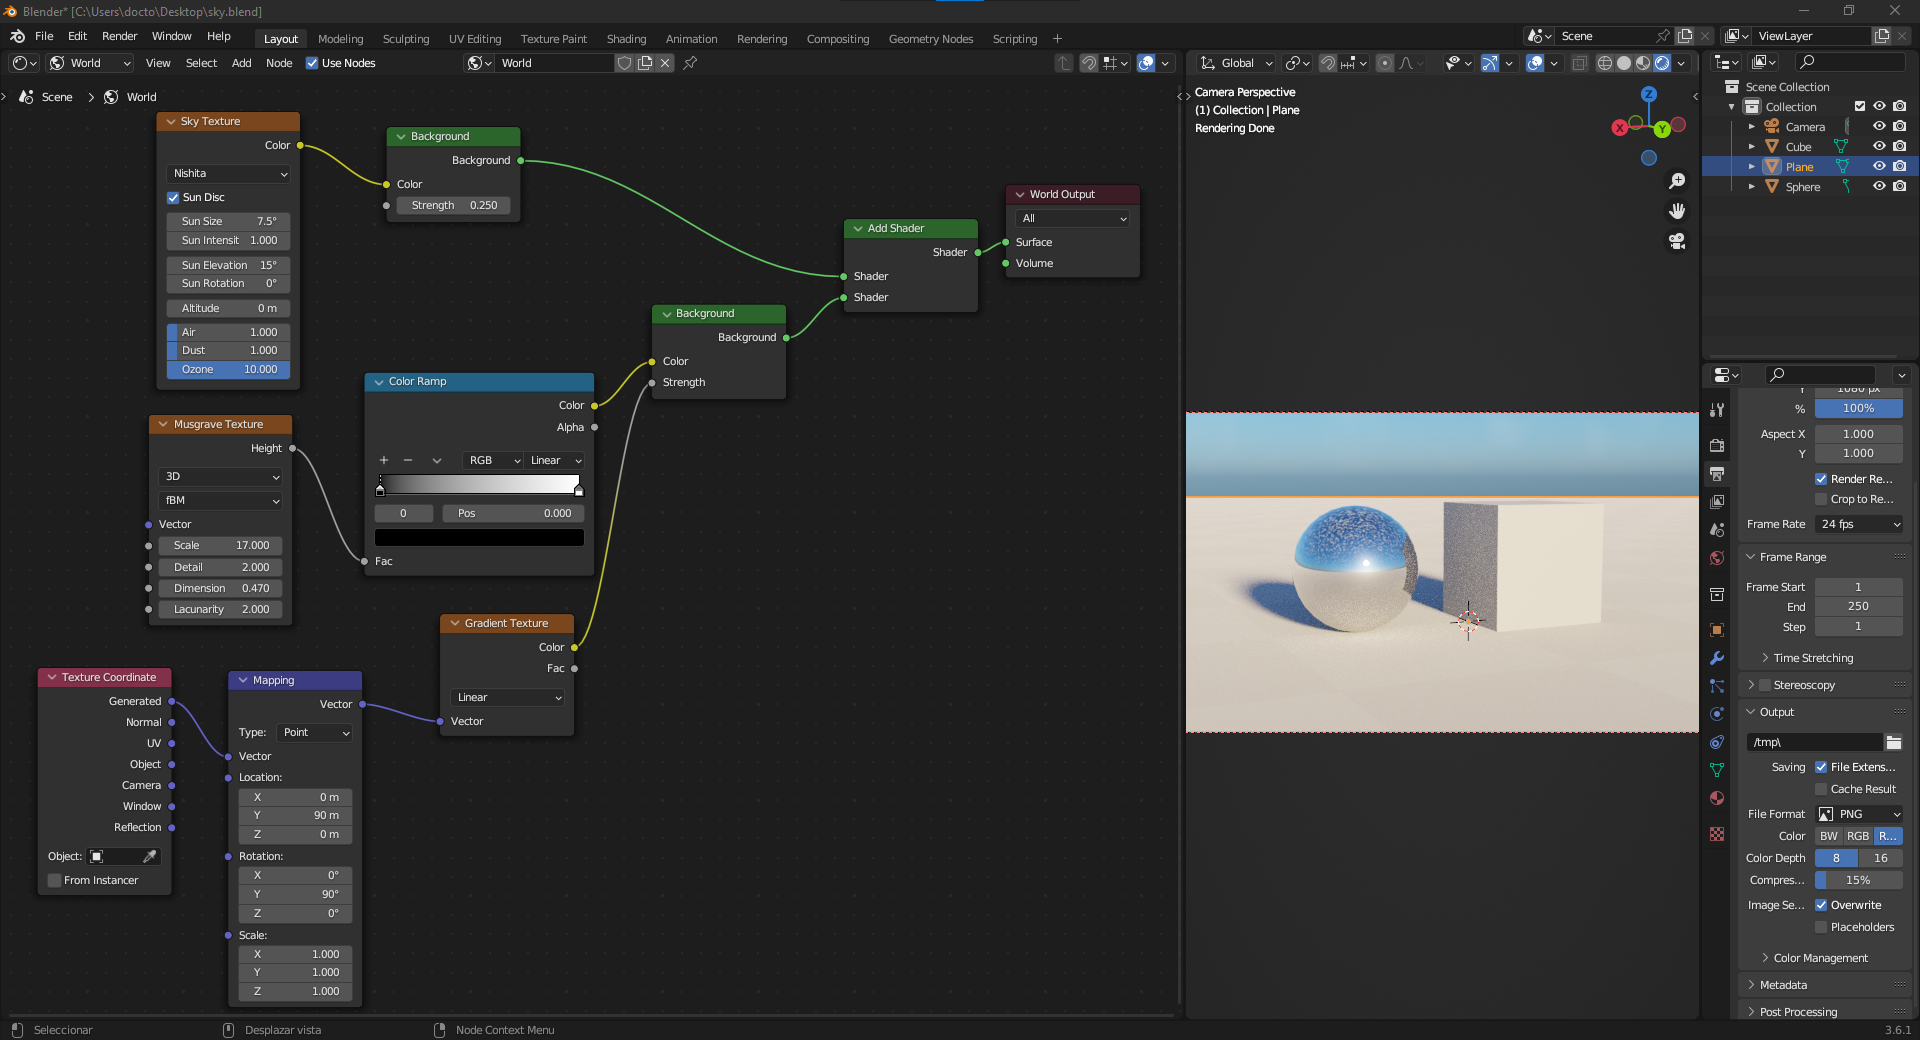 Blender* [C:\Users\docto\Desktop\sky.blend]
File Edit Render Window Help Layout Modeling Sculpting UV Editing Texture Paint Shading Animation Rendering Compositing Geometry Nodes Scripting + Scene ViewLayer
World View Select Add Node Use Nodes World Global
Scene > World
Sky Texture
Color
Nishita
Sun Disc
Sun Size 7.5°
Sun Intensit 1.000
Sun Elevation 15°
Sun Rotation 0°
Altitude 0 m
Air 1.000
Dust 1.000
Ozone 10.000
Background
Background
Color
Strength 0.250
World Output
All
Surface
Volume
Add Shader
Shader
Shader
Shader
Background
Background
Color
Strength
Color Ramp
Color
Alpha
+ − RGB Linear
0 Pos 0.000
Fac
Musgrave Texture
Height
3D
fBM
Vector
Scale 17.000
Detail 2.000
Dimension 0.470
Lacunarity 2.000
Gradient Texture
Color
Fac
Linear
Vector
Texture Coordinate
Generated
Normal
UV
Object
Camera
Window
Reflection
Object:
From Instancer
Mapping
Vector
Type: Point
Vector
Location:
X 0 m
Y 90 m
Z 0 m
Rotation:
X 0°
Y 90°
Z 0°
Scale:
X 1.000
Y 1.000
Z 1.000
Camera Perspective
(1) Collection | Plane
Rendering Done
Z
X
Y
Scene Collection
Collection
Camera
Cube
Plane
Sphere
Y 1080 px
% 100%
Aspect X 1.000
Y 1.000
Render Re...
Crop to Re...
Frame Rate 24 fps
Frame Range
Frame Start 1
End 250
Step 1
Time Stretching
Stereoscopy
Output
/tmp\
Saving File Extens...
Cache Result
File Format PNG
Color BW RGB R...
Color Depth 8 16
Compres... 15%
Image Se... Overwrite
Placeholders
Color Management
Metadata
Post Processing
Seleccionar Desplazar vista Node Context Menu 3.6.1